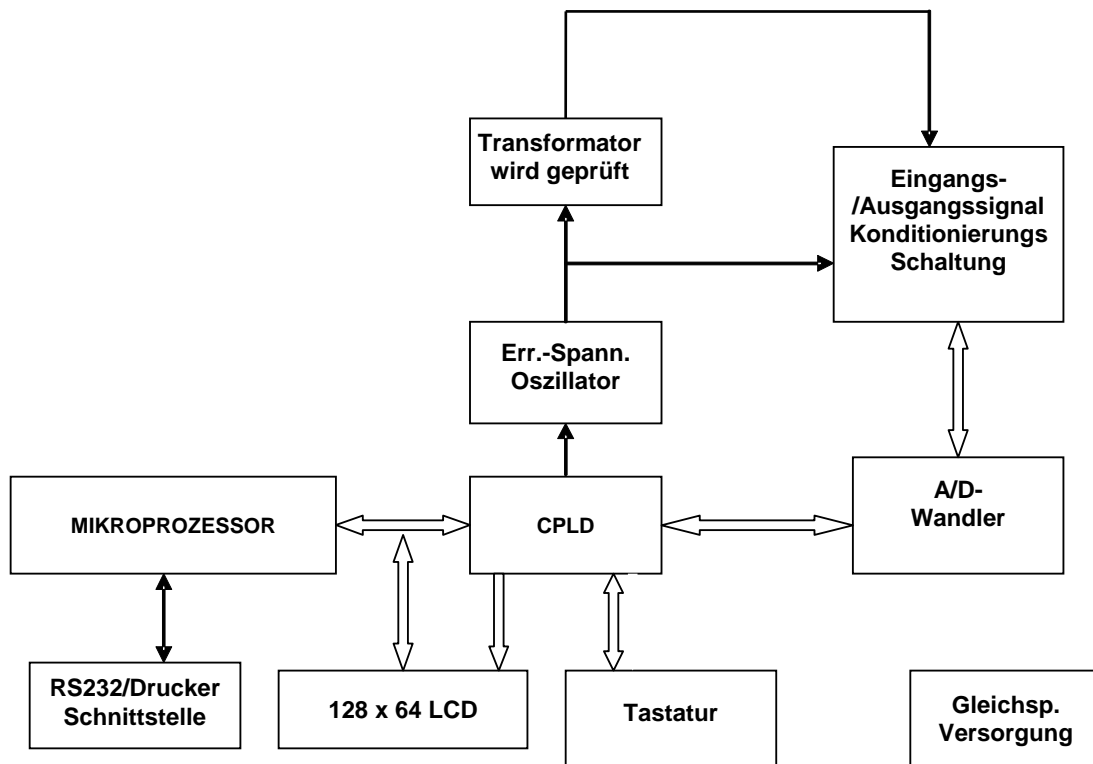 Transformator
wird geprüft
Eingangs-
/Ausgangssignal
Konditionierungs
Schaltung
Err.-Spann.
Oszillator
MIKROPROZESSOR
CPLD
A/D-
Wandler
RS232/Drucker
Schnittstelle
128 x 64 LCD
Tastatur
Gleichsp.
Versorgung